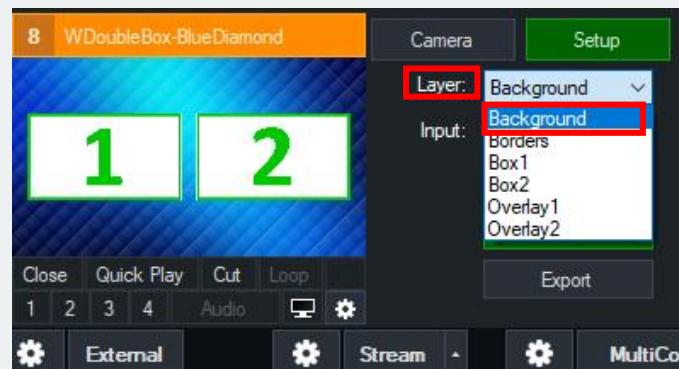 8 WDoubleBox-BlueDiamond
Camera Setup
Layer: Background
Background
Input:
Borders
Box1
Box2
Overlay1
Overlay2
1 2
Close Quick Play Cut Loop
Export
1 2 3 4 Audio
External Stream MultiCo